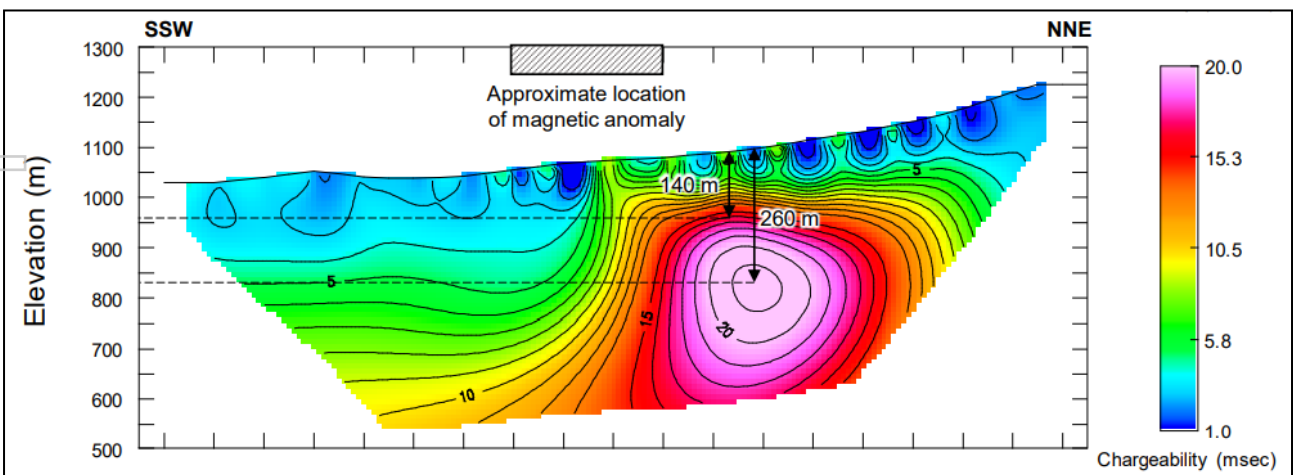 SSW
NNE
1300
1200
1100
1000
900
800
700
600
500
Elevation (m)
Approximate location
of magnetic anomaly
140 m
260 m
5
5
10
15
20
20.0
15.3
10.5
5.8
1.0
Chargeability (msec)